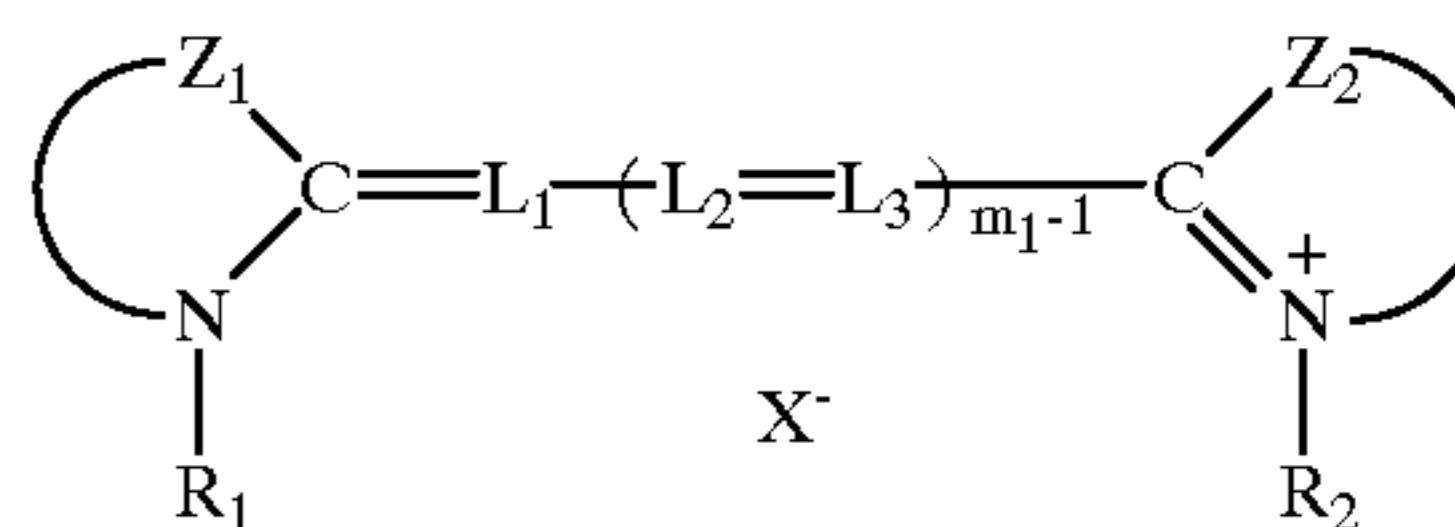 Z₁ Z₂
C=L₁—(L₂=L₃)m₁-1—C
N N+
X-
R₁ R₂